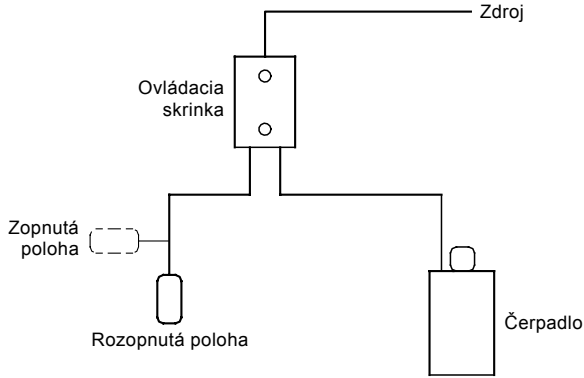 Zdroj
Ovládacia
skrinka
Zopnutá
poloha
Rozopnutá poloha
Čerpadlo